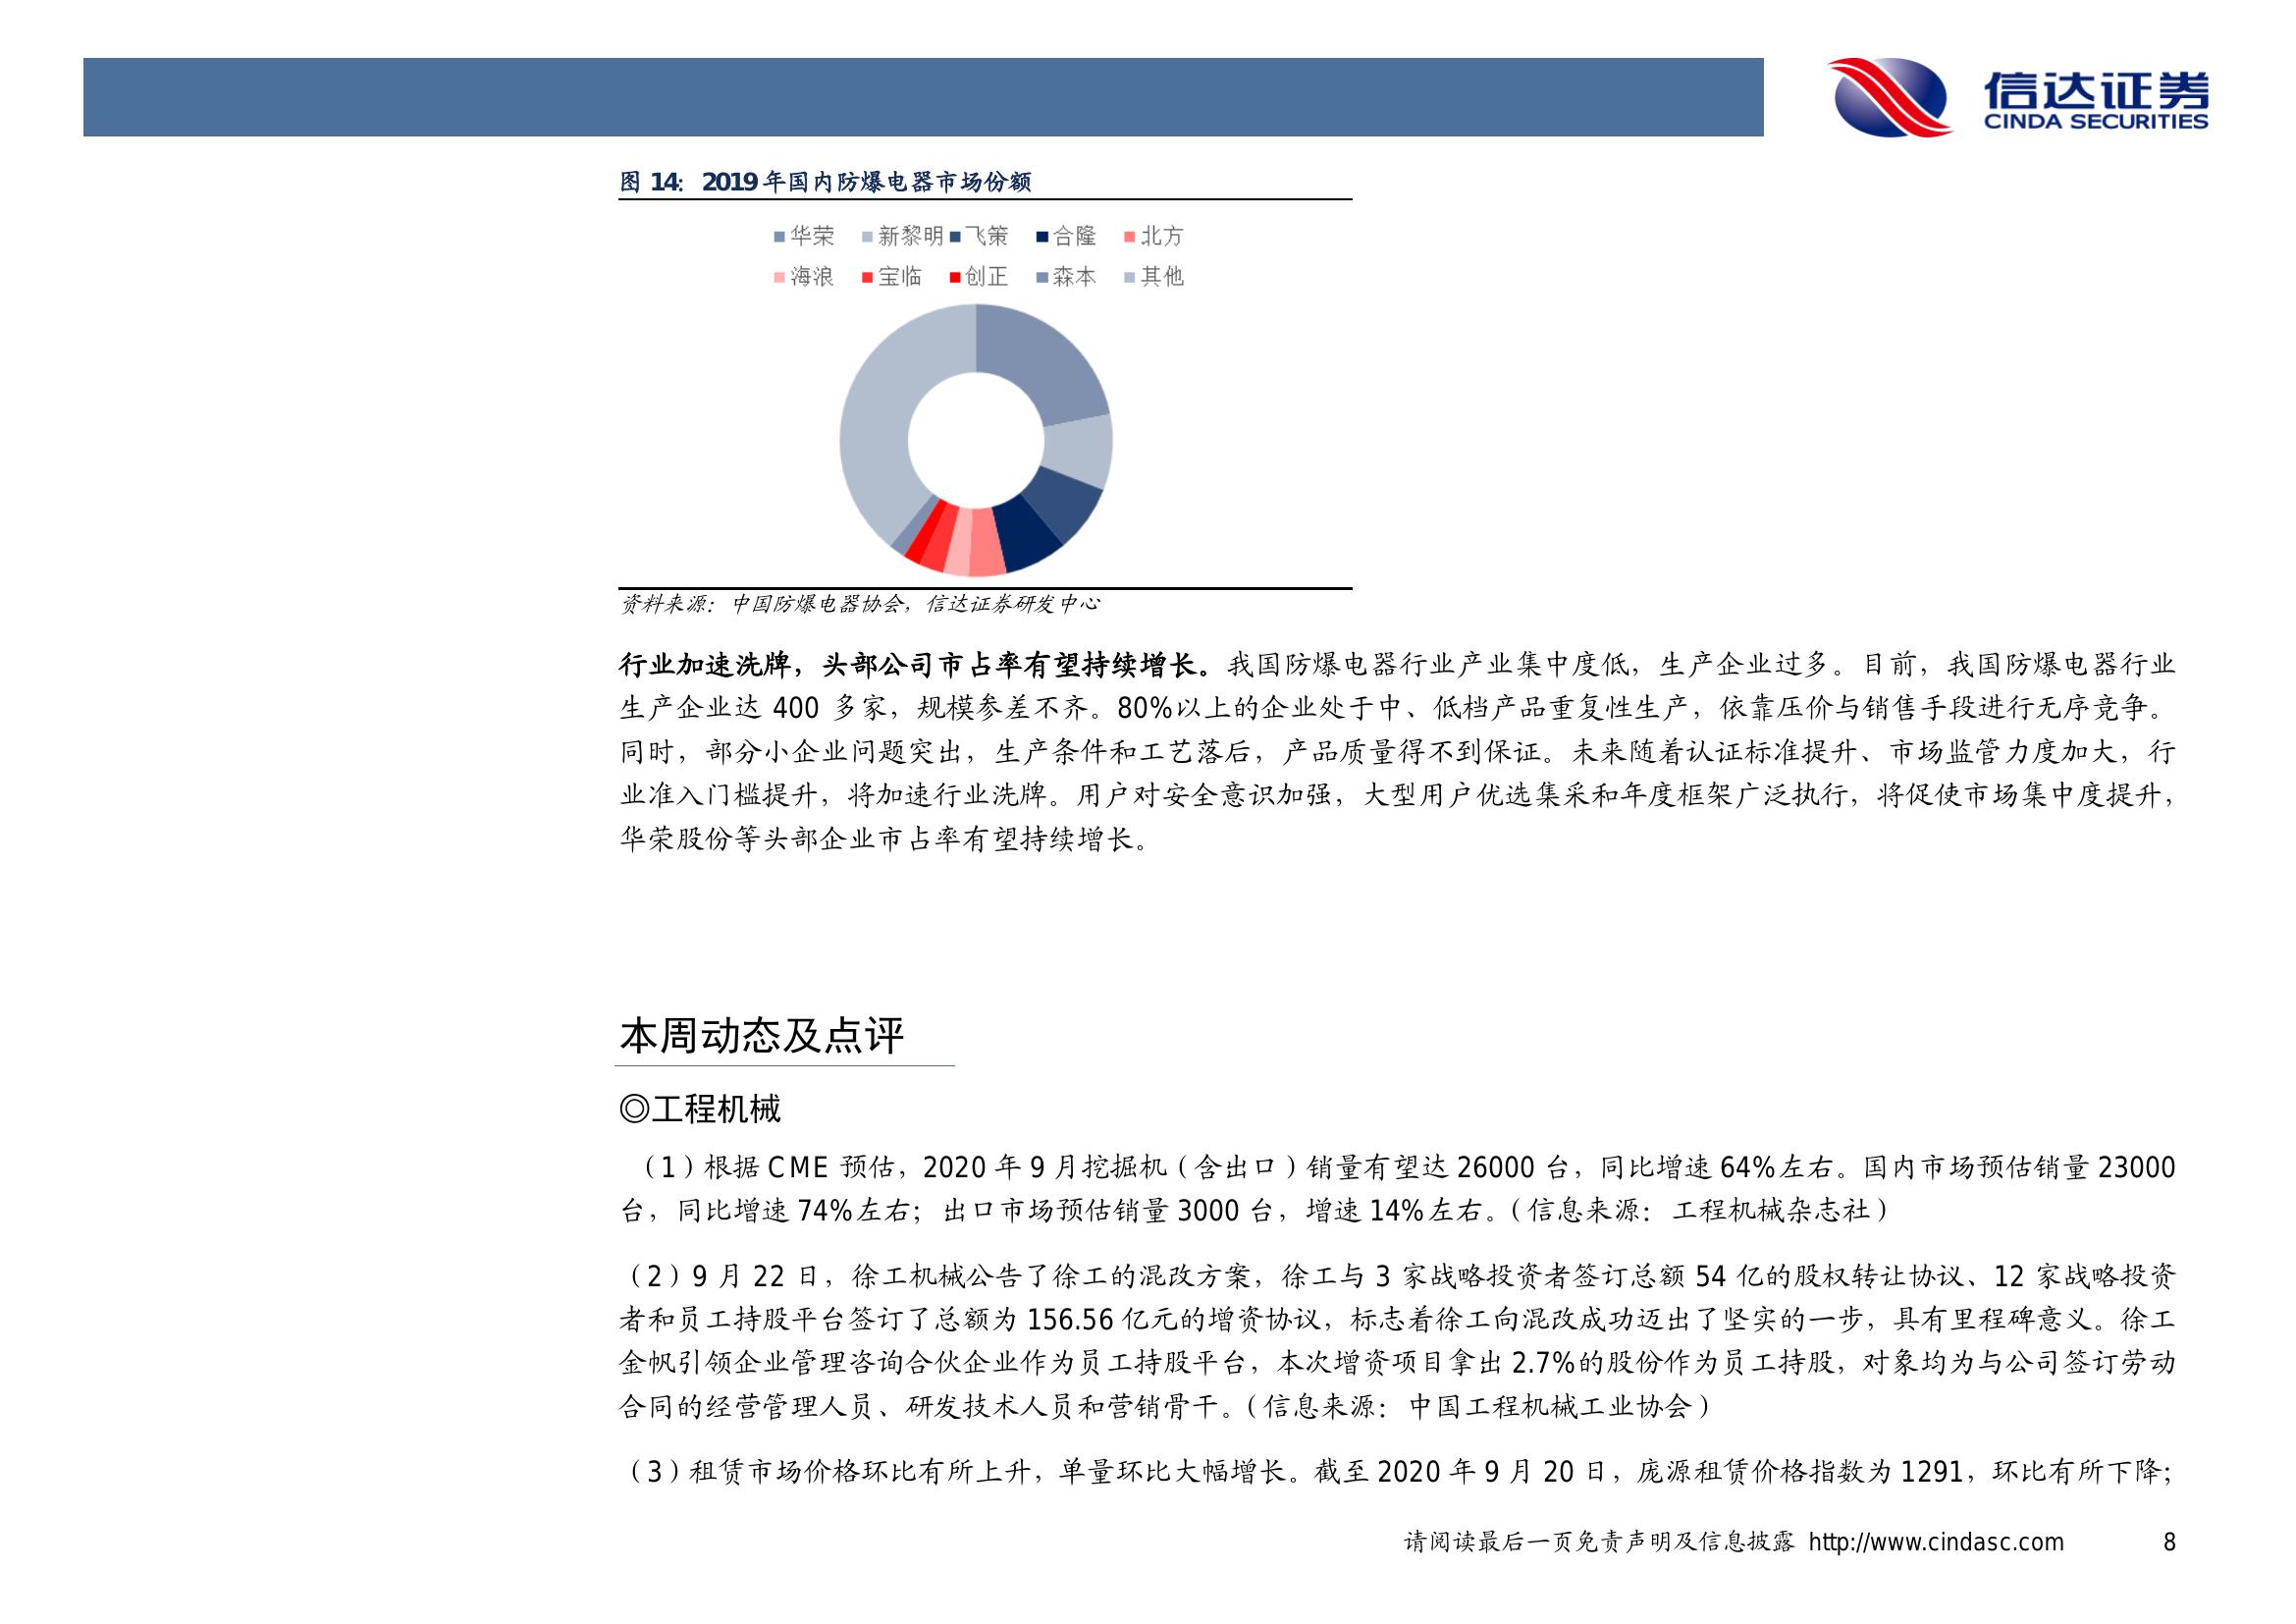 信达证券
CINDA SECURITIES
图 14: 2019年国内防爆电器市场份额
华荣 新黎明 飞策 合隆 北方
海浪 宝临 创正 森本 其他
资料来源：中国防爆电器协会，信达证券研发中心
行业加速洗牌，头部公司市占率有望持续增长。我国防爆电器行业产业集中度低，生产企业过多。目前，我国防爆电器行业
生产企业达 400 多家，规模参差不齐。80%以上的企业处于中、低档产品重复性生产，依靠压价与销售手段进行无序竞争。
同时，部分小企业问题突出，生产条件和工艺落后，产品质量得不到保证。未来随着认证标准提升、市场监管力度加大，行
业准入门槛提升，将加速行业洗牌。用户对安全意识加强，大型用户优选集采和年度框架广泛执行，将促使市场集中度提升，
华荣股份等头部企业市占率有望持续增长。
本周动态及点评
◎工程机械
（1）根据 CME 预估，2020 年 9 月挖掘机（含出口）销量有望达 26000 台，同比增速 64%左右。国内市场预估销量 23000
台，同比增速 74%左右；出口市场预估销量 3000 台，增速 14%左右。（信息来源：工程机械杂志社）
（2）9 月 22 日，徐工机械公告了徐工的混改方案，徐工与 3 家战略投资者签订总额 54 亿的股权转让协议、12 家战略投资
者和员工持股平台签订了总额为 156.56 亿元的增资协议，标志着徐工向混改成功迈出了坚实的一步，具有里程碑意义。徐工
金帆引领企业管理咨询合伙企业作为员工持股平台，本次增资项目拿出 2.7%的股份作为员工持股，对象均为与公司签订劳动
合同的经营管理人员、研发技术人员和营销骨干。（信息来源：中国工程机械工业协会）
（3）租赁市场价格环比有所上升，单量环比大幅增长。截至 2020 年 9 月 20 日，庞源租赁价格指数为 1291，环比有所下降；
请阅读最后一页免责声明及信息披露 http://www.cindasc.com 8